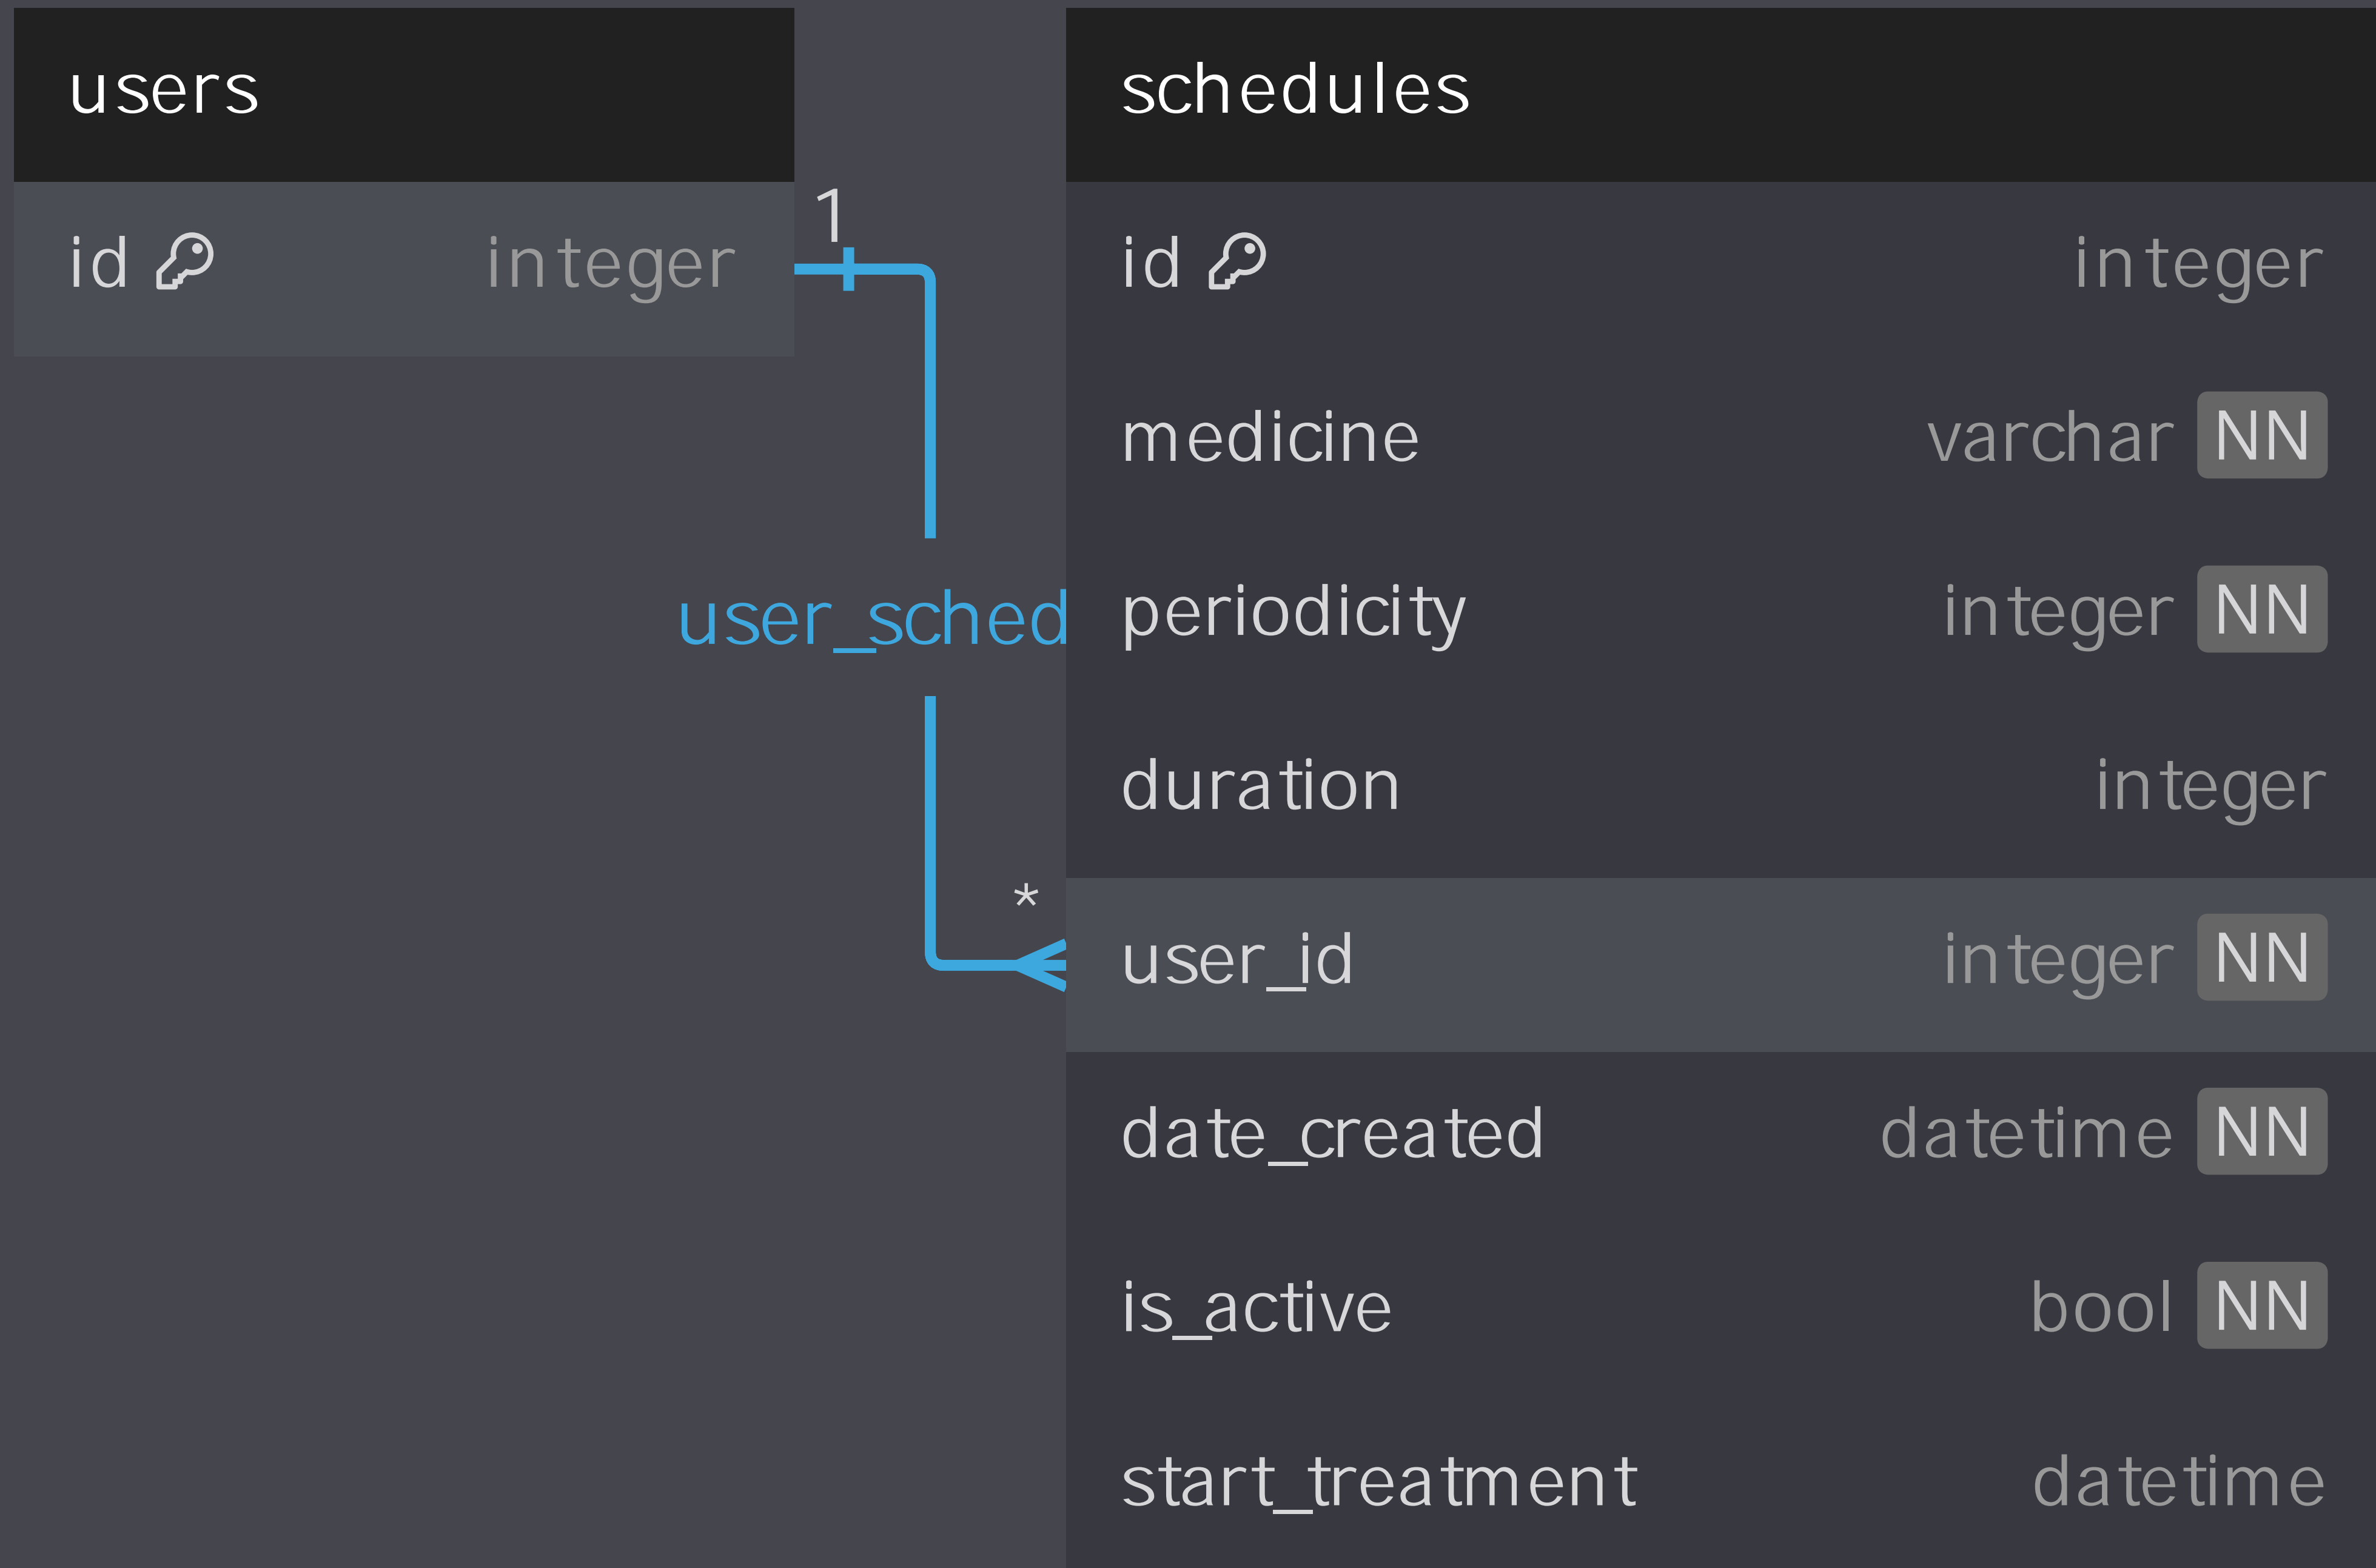 users
id integer
1
user_sched
*
schedules
id integer
medicine varchar NN
periodicity integer NN
duration integer
user_id integer NN
date_created datetime NN
is_active bool NN
start_treatment datetime